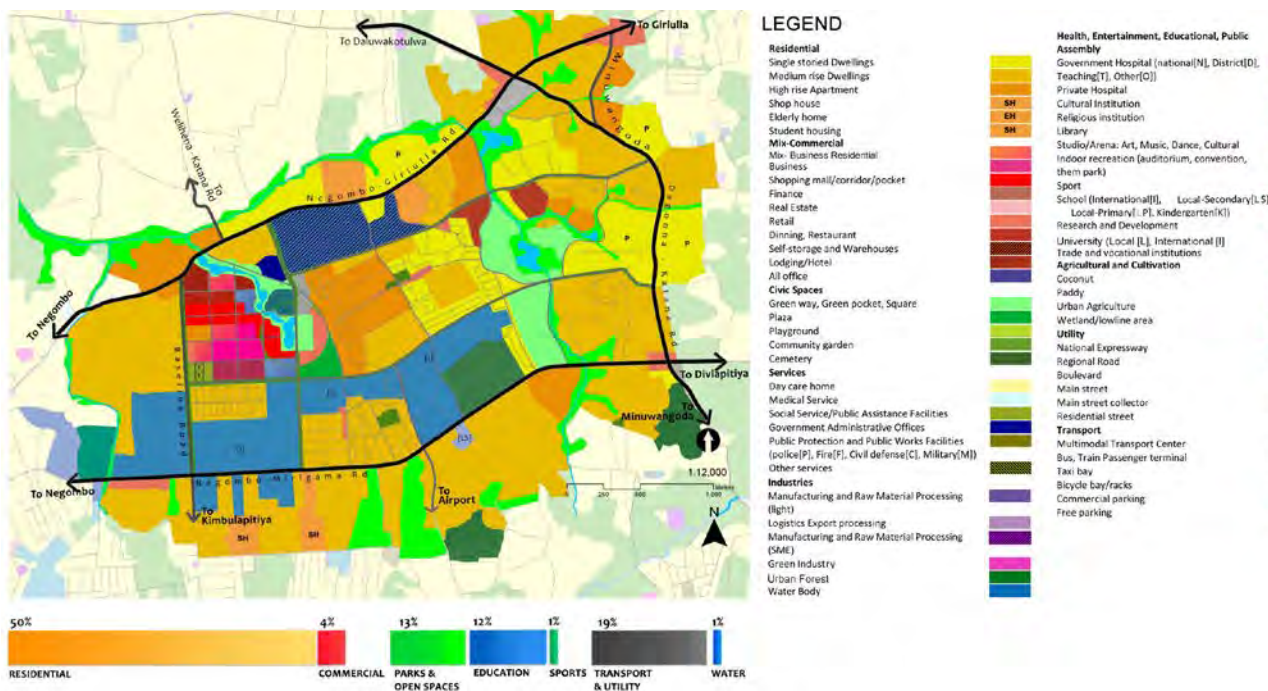 To Daluwakotulwa
To Girlulla
Minuwangoda
Welihena - Katana Rd
To
Negombo-Girlulla Rd
P
P
P
P
Dagonna Katana Rd
To Negombo
Baseline Road
To Divlapitiya
To
Minuwangoda
[LS]
1:12,000
To Negombo
Negombo-Mirigama Rd
To
Airport
To
Kimbulapitiya
SH
SH
N
LEGEND
Residential
Single storied Dwellings
Medium rise Dwellings
High rise Apartment
Shop house
SH
Elderly home
EH
Student housing
SH
Mix-Commercial
Mix- Business Residential
Business
Shopping mall/corridor/pocket
Finance
Real Estate
Retail
Dinning, Restaurant
Self-storage and Warehouses
Lodging/Hotel
All office
Civic Spaces
Green way, Green pocket, Square
Plaza
Playground
Community garden
Cemetery
Services
Day care home
Medical Service
Social Service/Public Assistance Facilities
Government Administrative Offices
Public Protection and Public Works Facilities
(police[P], Fire[F], Civil defense[C], Military[M])
Other services
Industries
Manufacturing and Raw Material Processing
(light)
Logistics Export processing
Manufacturing and Raw Material Processing
(SME)
Green Industry
Urban Forest
Water Body
Health, Entertainment, Educational, Public
Assembly
Government Hospital (national[N], District[D],
Teaching[T], Other[O])
Private Hospital
Cultural Institution
Religious institution
Library
Studio/Arena: Art, Music, Dance, Cultural
Indoor recreation (auditorium, convention,
them park)
Sport
School (International[I], Local-Secondary[LS]
Local-Primary[LP], Kindergarten[K])
Research and Development
University (Local [L], International [I]
Trade and vocational institutions
Agricultural and Cultivation
Coconut
Paddy
Urban Agriculture
Wetland/lowline area
Utility
National Expressway
Regional Road
Boulevard
Main street
Main street collector
Residential street
Transport
Multimodal Transport Center
Bus, Train Passenger terminal
Taxi bay
Bicycle bay/racks
Commercial parking
Free parking
50%
4%
13%
12%
1%
19%
1%
RESIDENTIAL
COMMERCIAL
PARKS &
OPEN SPACES
EDUCATION
SPORTS
TRANSPORT
& UTILITY
WATER